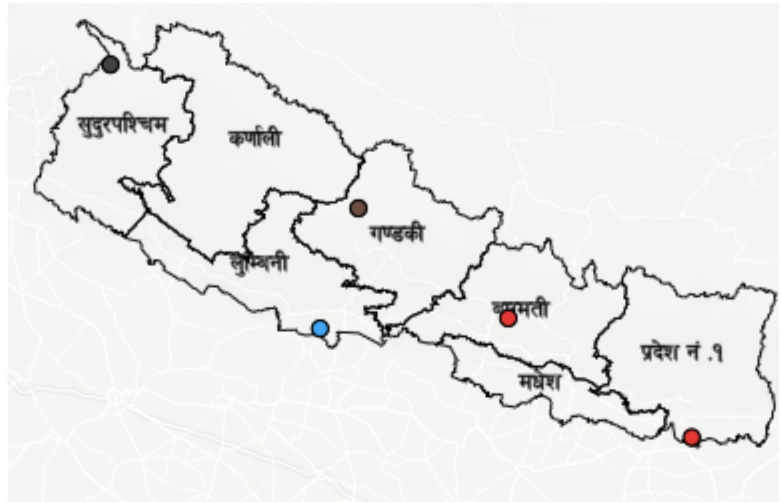 सुदुरपश्चिम
कर्णाली
गण्डकी
लुम्बिनी
प्रदेश नं .१
मधेश